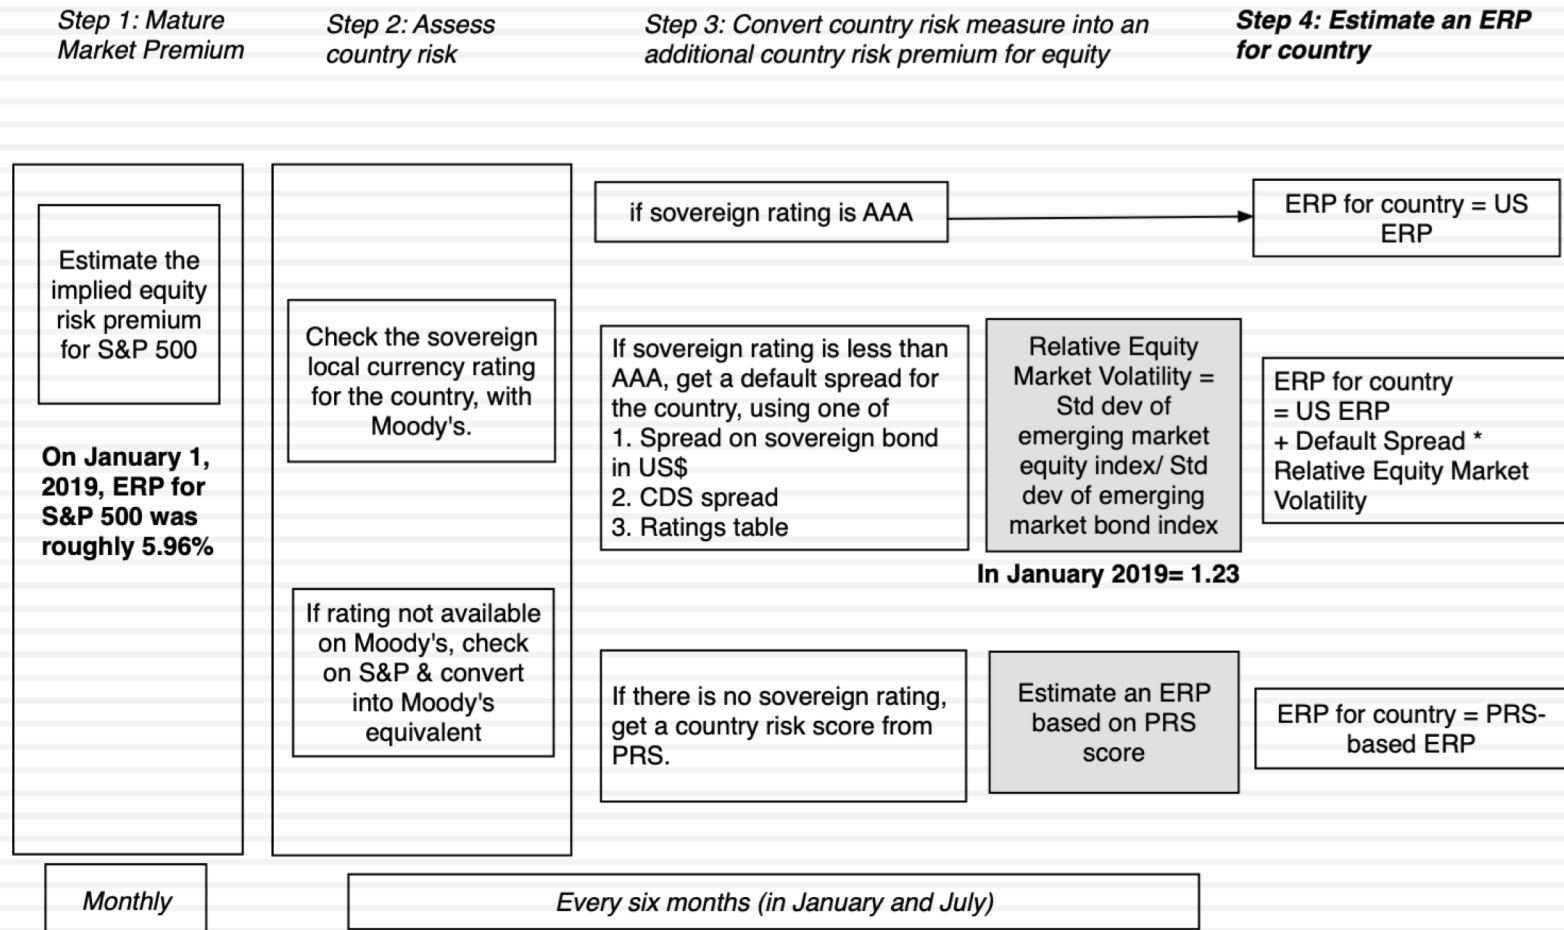 Step 1: Mature
Market Premium
Step 2: Assess
country risk
Step 3: Convert country risk measure into an
additional country risk premium for equity
Step 4: Estimate an ERP
for country
Estimate the
implied equity
risk premium
for S&P 500
On January 1,
2019, ERP for
S&P 500 was
roughly 5.96%
Check the sovereign
local currency rating
for the country, with
Moody's.
If rating not available
on Moody's, check
on S&P & convert
into Moody's
equivalent
if sovereign rating is AAA
ERP for country = US
ERP
If sovereign rating is less than
AAA, get a default spread for
the country, using one of
1. Spread on sovereign bond
in US$
2. CDS spread
3. Ratings table
Relative Equity
Market Volatility =
Std dev of
emerging market
equity index/ Std
dev of emerging
market bond index
In January 2019= 1.23
ERP for country
= US ERP
+ Default Spread *
Relative Equity Market
Volatility
If there is no sovereign rating,
get a country risk score from
PRS.
Estimate an ERP
based on PRS
score
ERP for country = PRS-
based ERP
Monthly
Every six months (in January and July)